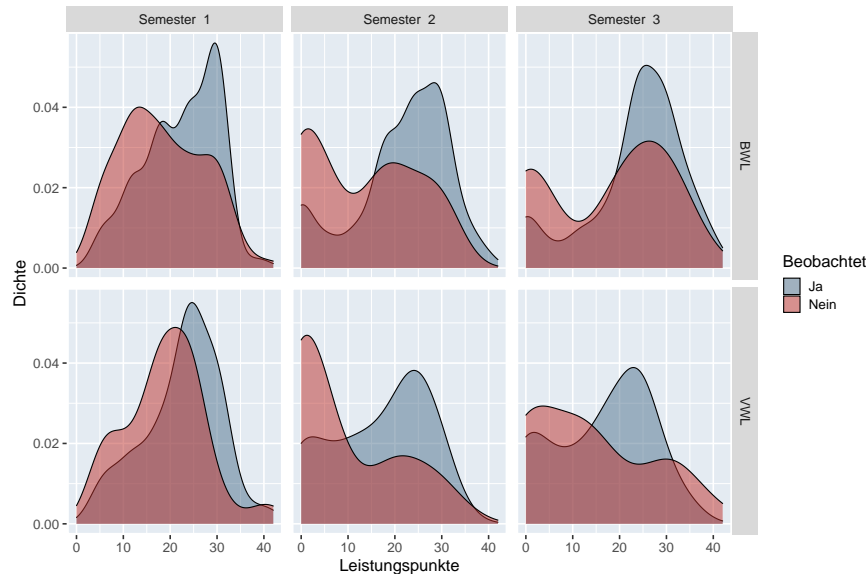 Semester 1
Semester 2
Semester 3
0.04
0.02
0.00
BWL
0.04
0.02
0.00
VWL
0
10
20
30
40
0
10
20
30
40
0
10
20
30
40
Leistungspunkte
Dichte
Beobachtet
Ja
Nein